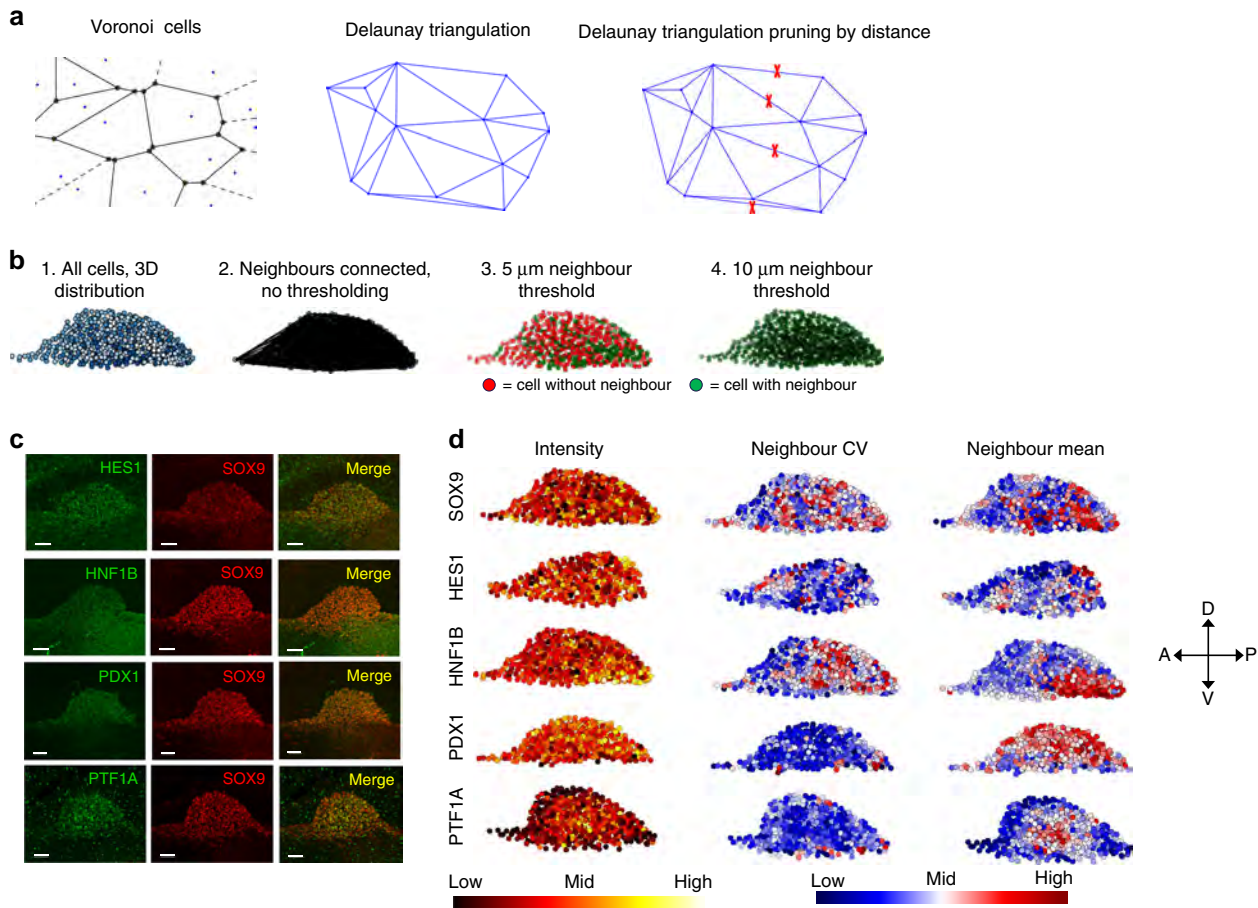 a
Voronoi cells
Delaunay triangulation
Delaunay triangulation pruning by distance
b
1. All cells, 3D
distribution
2. Neighbours connected,
no thresholding
3. 5 μm neighbour
threshold
4. 10 μm neighbour
threshold
= cell without neighbour
= cell with neighbour
c
HES1
SOX9
Merge
HNF1B
SOX9
Merge
PDX1
SOX9
Merge
PTF1A
SOX9
Merge
d
Intensity
Neighbour CV
Neighbour mean
SOX9
HES1
HNF1B
PDX1
PTF1A
D
A
P
V
Low
Mid
High
Low
Mid
High